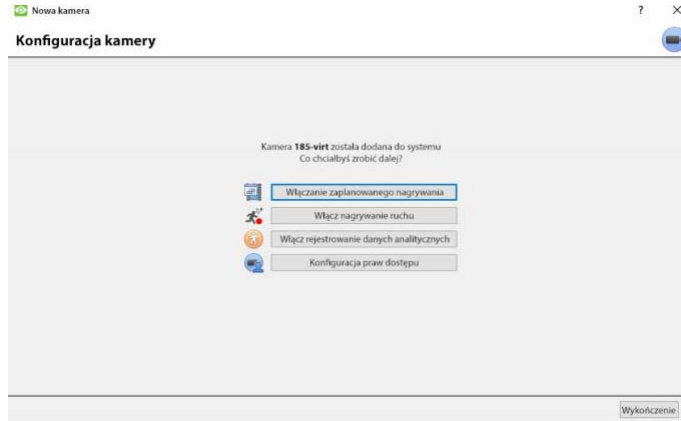 Nowa kamera
Konfiguracja kamery
Kamera 185-virt została dodana do systemu
Co chciałbyś zrobić dalej?
Włączanie zaplanowanego nagrywania
Włącz nagrywanie ruchu
Włącz rejestrowanie danych analitycznych
Konfiguracja praw dostępu
Wykończenie